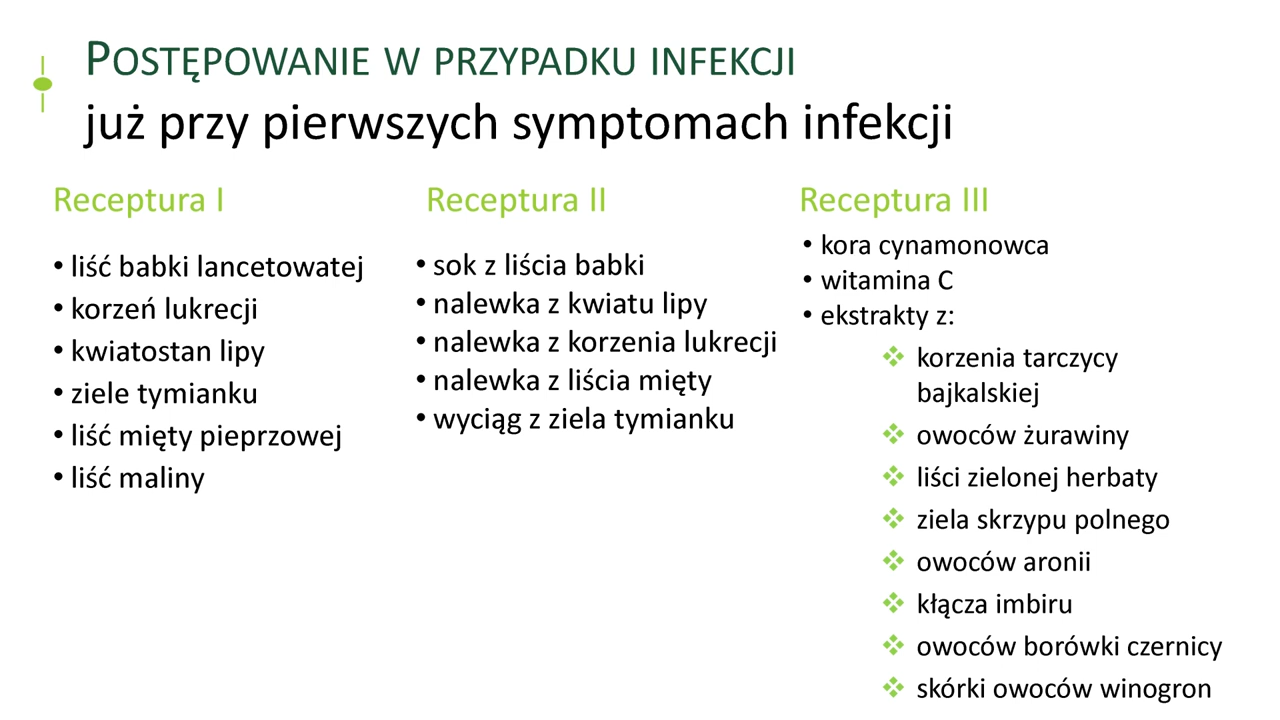 POSTĘPOWANIE W PRZYPADKU INFEKCJI
już przy pierwszych symptomach infekcji
Receptura I
• liść babki lancetowatej
• korzeń lukrecji
• kwiatostan lipy
• ziele tymianku
• liść mięty pieprzowej
• liść maliny
Receptura II
• sok z liścia babki
• nalewka z kwiatu lipy
• nalewka z korzenia lukrecji
• nalewka z liścia mięty
• wyciąg z ziela tymianku
Receptura III
• kora cynamonowca
• witamina C
• ekstrakty z:
❖ korzenia tarczycy
bajkalskiej
❖ owoców żurawiny
❖ liści zielonej herbaty
❖ ziela skrzypu polnego
❖ owoców aronii
❖ kłącza imbiru
❖ owoców borówki czernicy
❖ skórki owoców winogron